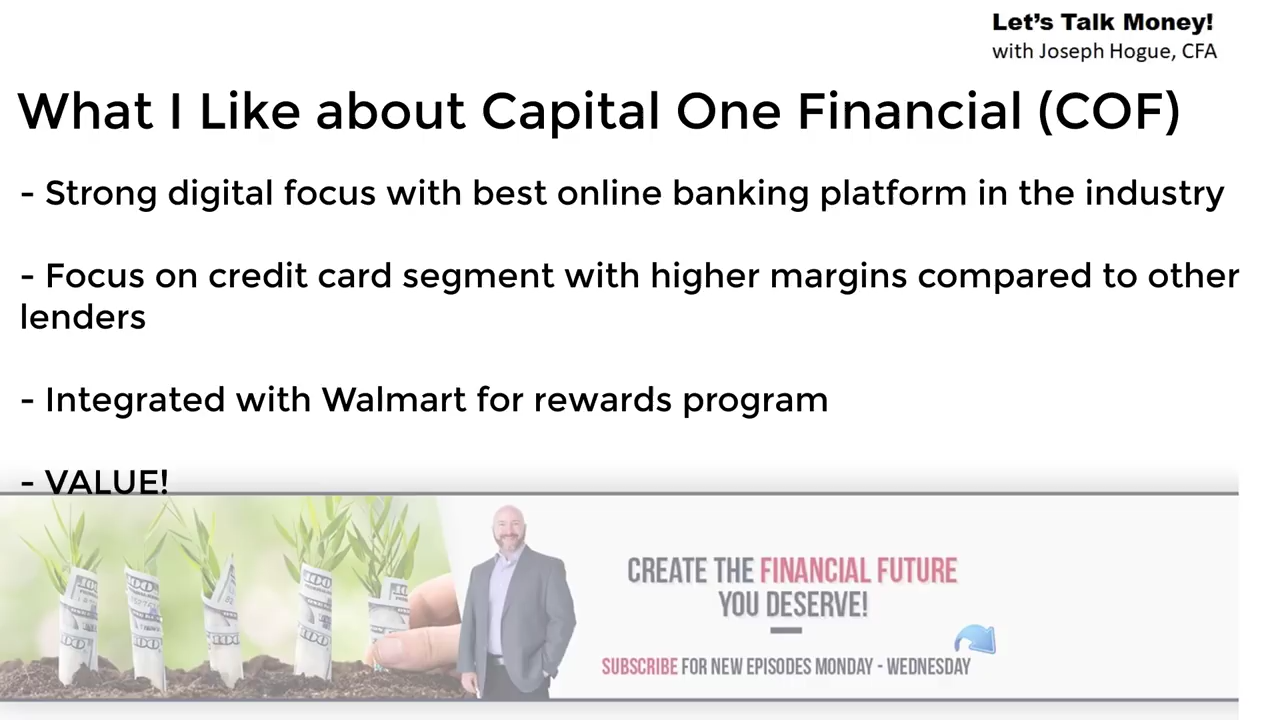 Let's Talk Money!
with Joseph Hogue, CFA
What I Like about Capital One Financial (COF)
- Strong digital focus with best online banking platform in the industry
- Focus on credit card segment with higher margins compared to other
lenders
- Integrated with Walmart for rewards program
- VALUE!
CREATE THE FINANCIAL FUTURE
YOU DESERVE!
SUBSCRIBE FOR NEW EPISODES MONDAY - WEDNESDAY